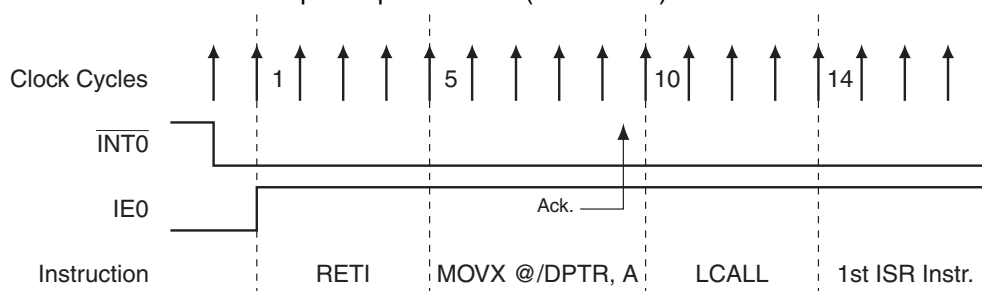 Clock Cycles 1 5 10 14
INT0
IE0
Ack.
Instruction RETI MOVX @/DPTR, A LCALL 1st ISR Instr.